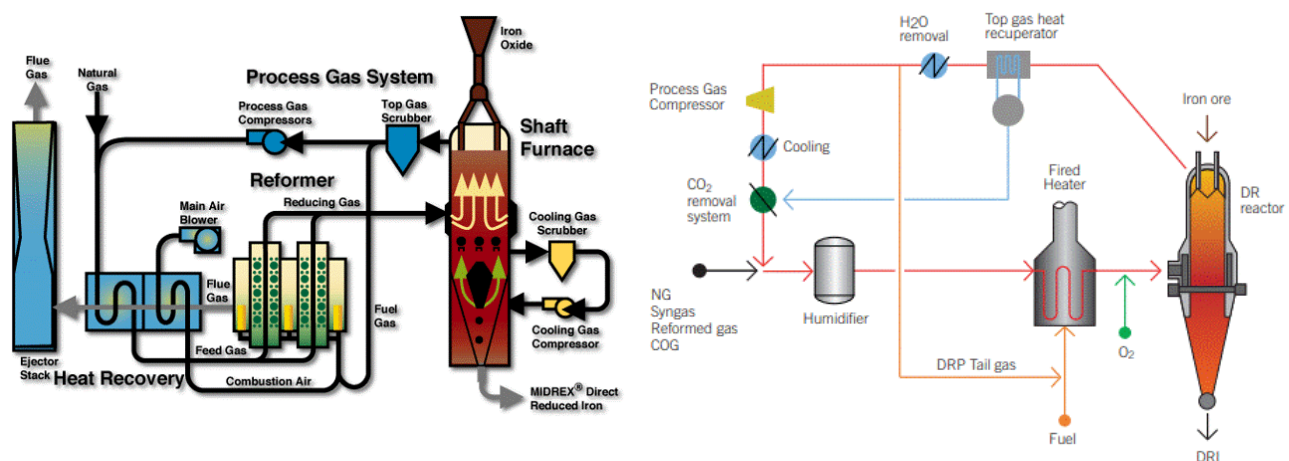 Iron
Oxide
Flue
Gas
Natural
Gas
Process Gas System
Process Gas
Compressors
Top Gas
Scrubber
Shaft
Furnace
Reformer
Reducing Gas
Main Air
Blower
Cooling Gas
Scrubber
Flue
Gas
Fuel
Gas
Cooling Gas
Compressor
Feed Gas
Ejector
Stack
Heat Recovery
Combustion Air
MIDREX® Direct
Reduced Iron
H2O
removal
Top gas heat
recuperator
Process Gas
Compressor
Iron ore
Cooling
Fired
Heater
CO2
removal
system
DR
reactor
NG
Syngas
Reformed gas
COG
Humidifier
O2
DRP Tail gas
Fuel
DRI